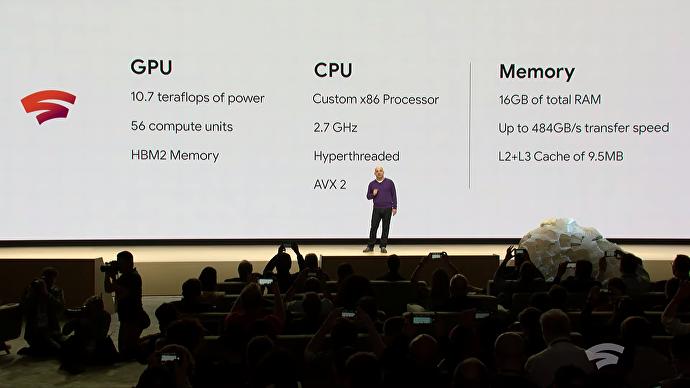 GPU
10.7 teraflops of power
56 compute units
HBM2 Memory
CPU
Custom x86 Processor
2.7 GHz
Hyperthreaded
AVX 2
Memory
16GB of total RAM
Up to 484GB/s transfer speed
L2+L3 Cache of 9.5MB